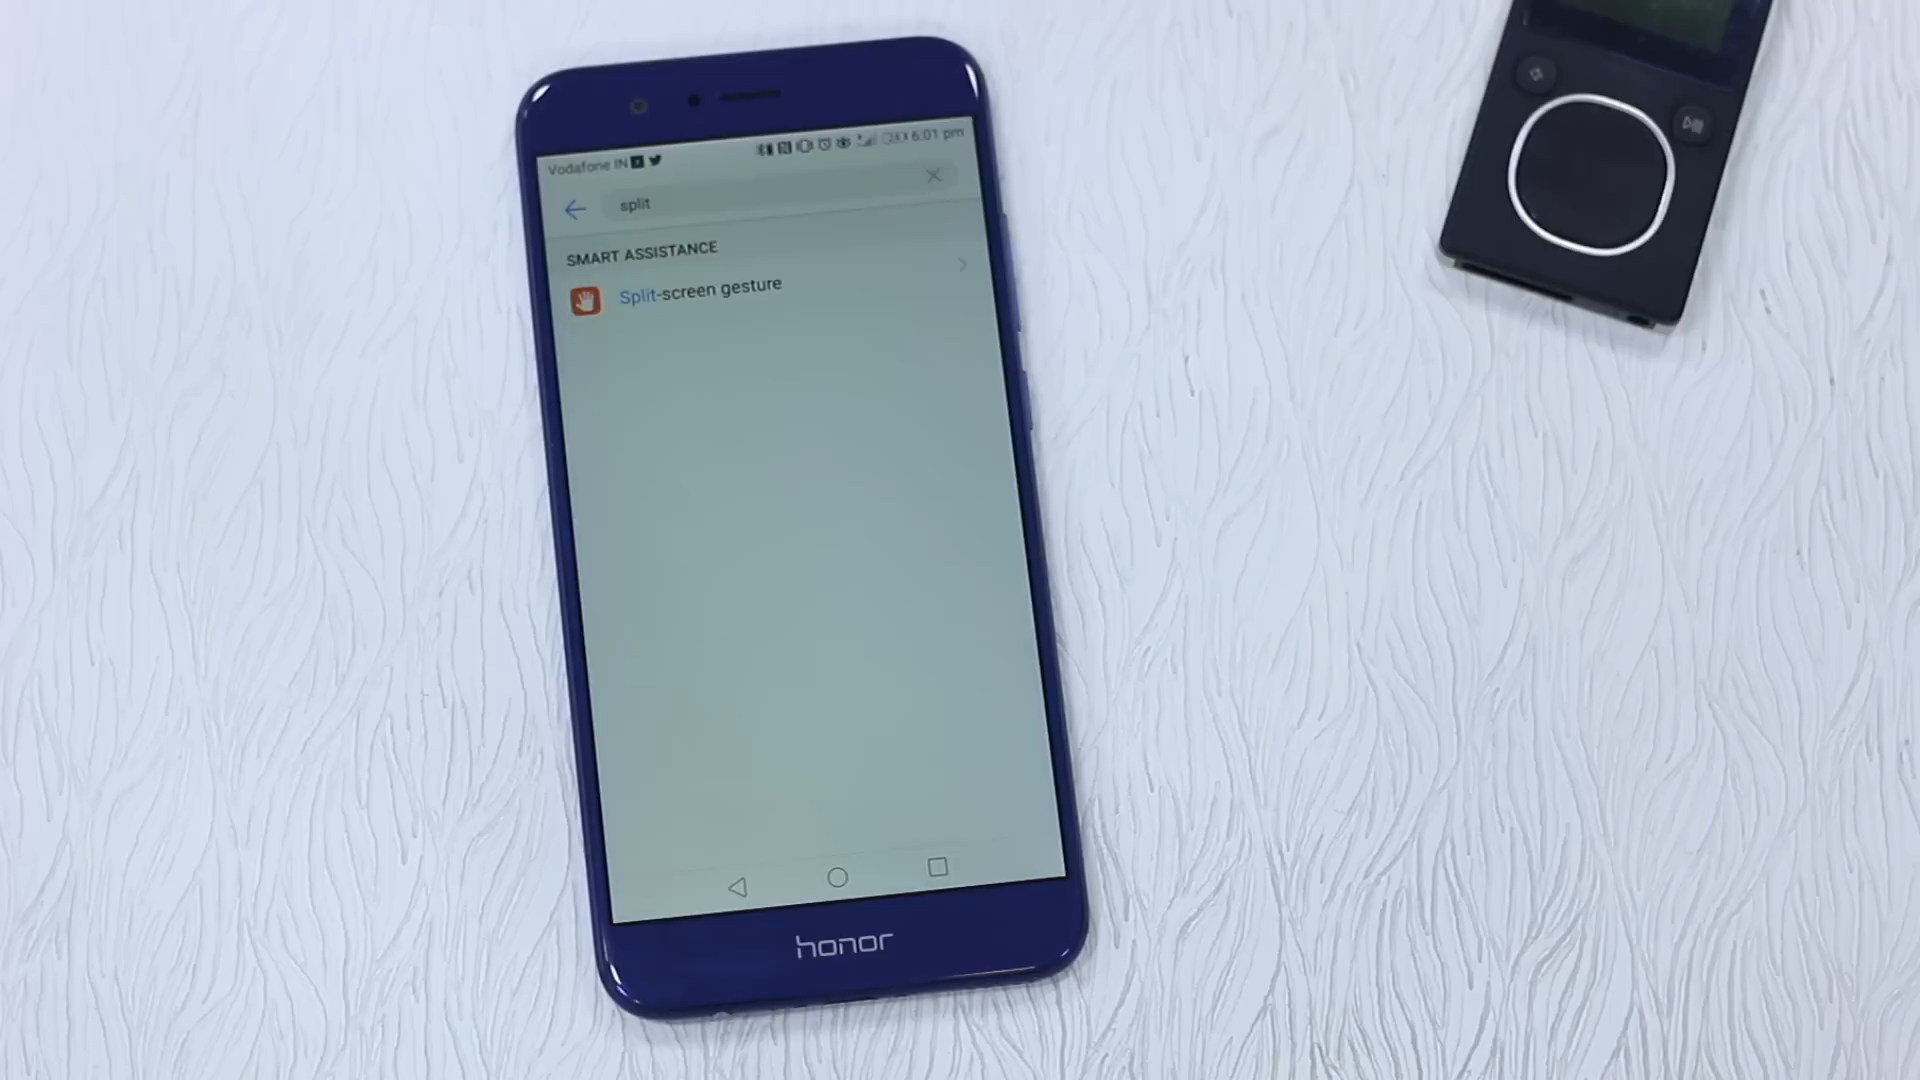 Vodafone IN
6:01 pm
split
SMART ASSISTANCE
Split-screen gesture
honor